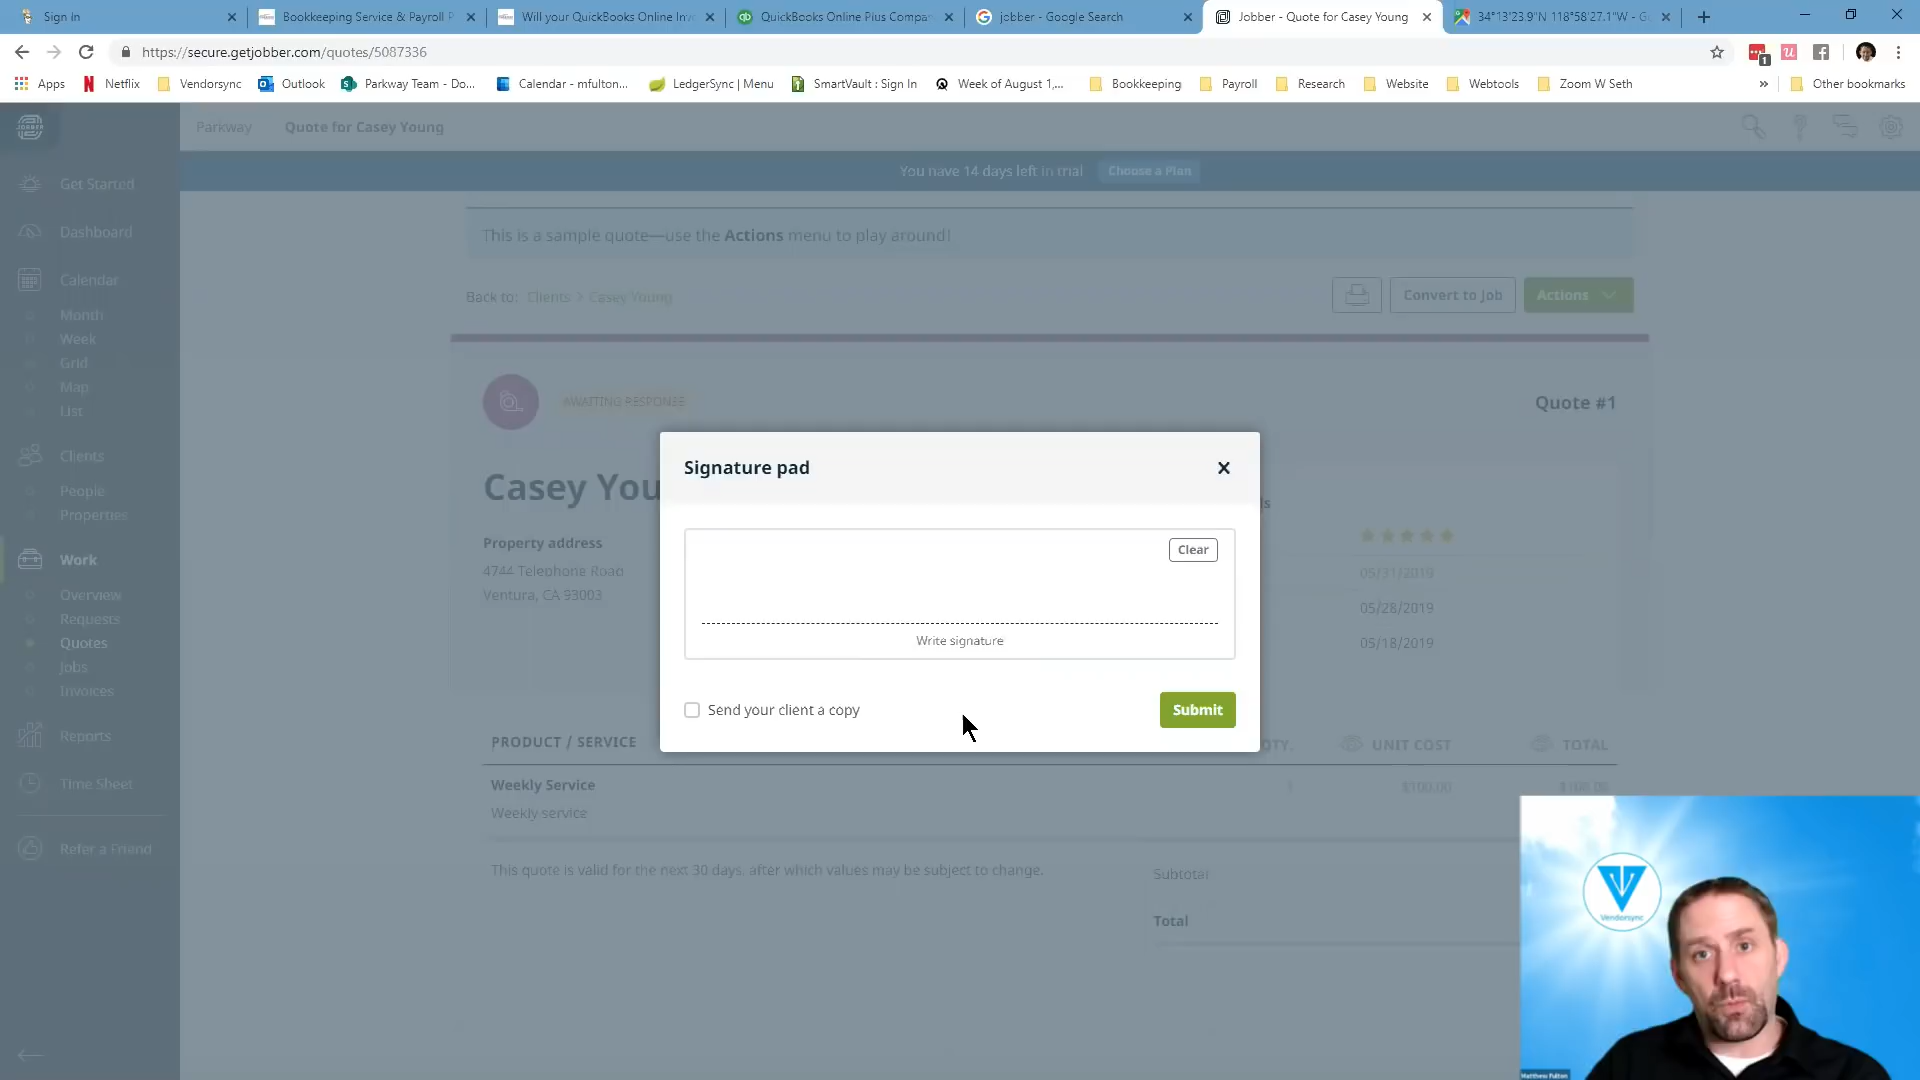 Sign In
Bookkeeping Service & Payroll P
Will your QuickBooks Online Inv
QuickBooks Online Plus Compar
jobber - Google Search
Jobber - Quote for Casey Young
34°13'23.9"N 118°58'27.1"W - G
https://secure.getjobber.com/quotes/5087336
Apps
Netflix
Vendorsync
Outlook
Parkway Team - Do...
Calendar - mfulton...
LedgerSync | Menu
SmartVault : Sign In
Week of August 1,...
Bookkeeping
Payroll
Research
Website
Webtools
Zoom W Seth
»
Other bookmarks
JOBBER
Parkway
Quote for Casey Young
You have 14 days left in trial
Choose a Plan
Get Started
Dashboard
Calendar
Month
Week
Grid
Map
List
Clients
People
Properties
Work
Overview
Requests
Quotes
Jobs
Invoices
Reports
Time Sheet
Refer a Friend
This is a sample quote—use the Actions menu to play around!
Back to: Clients > Casey Young
Convert to Job
Actions
AWAITING RESPONSE
Quote #1
Casey You
Property address
4744 Telephone Road
Ventura, CA 93003
ls
05/31/2019
05/28/2019
05/18/2019
Signature pad
Clear
Write signature
Send your client a copy
Submit
PRODUCT / SERVICE
QTY.
UNIT COST
TOTAL
Weekly Service
1
$100.00
$100.00
Weekly service
This quote is valid for the next 30 days, after which values may be subject to change.
Subtotal
Total
Vendorsync
Matthew Fulton